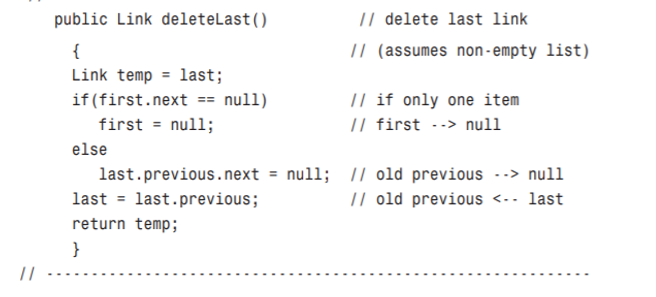 public Link deleteLast() // delete last link
{ // (assumes non-empty list)
Link temp = last;
if(first.next == null) // if only one item
first = null; // first --> null
else
last.previous.next = null; // old previous --> null
last = last.previous; // old previous <-- last
return temp;
}
// -------------------------------------------------------------